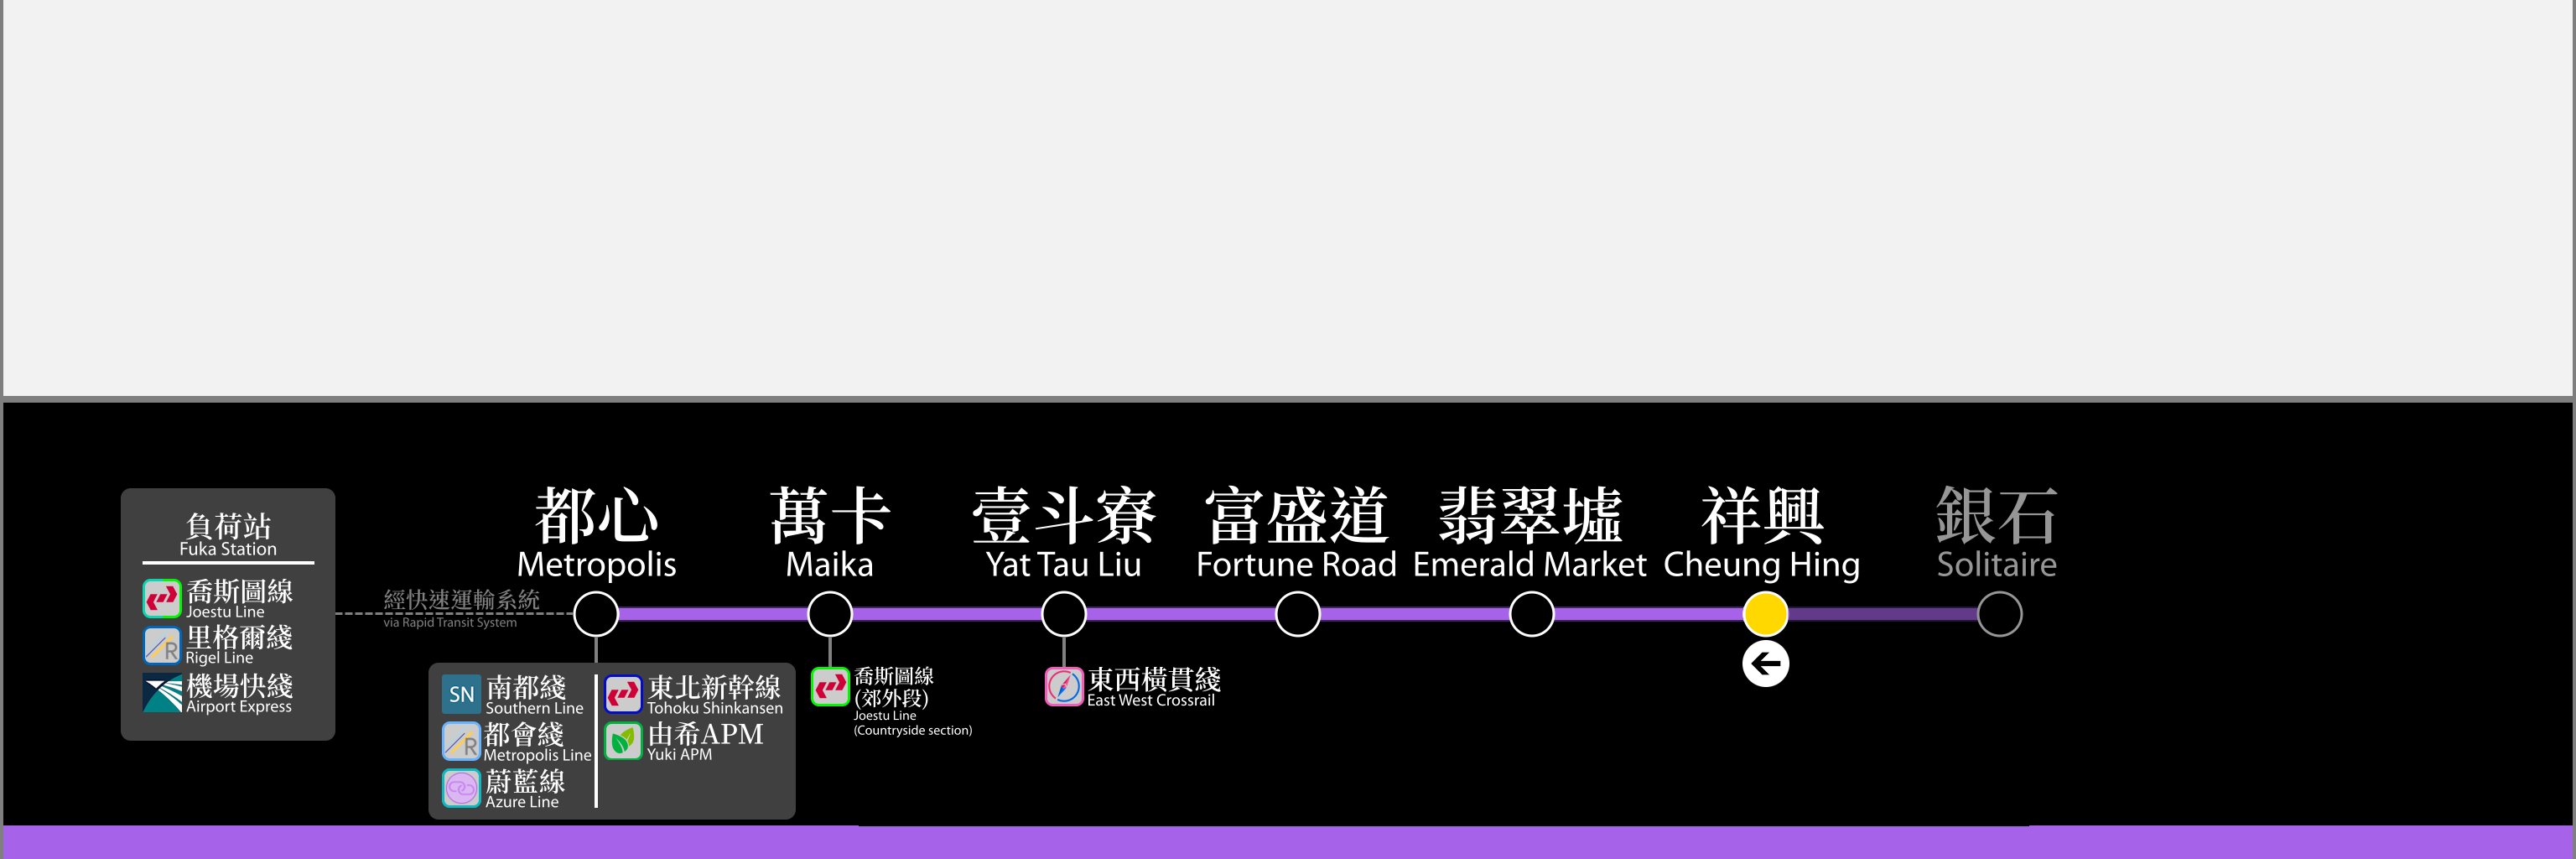 負荷站
Fuka Station
喬斯圖線
Joestu Line
里格爾綫
R
Rigel Line
機場快綫
Airport Express
經快速運輸系統
via Rapid Transit System
都心
Metropolis
萬卡
Maika
壹斗寮
Yat Tau Liu
富盛道
Fortune Road
翡翠墟
Emerald Market
祥興
Cheung Hing
銀石
Solitaire
SN
南都綫
Southern Line
都會綫
R
Metropolis Line
蔚藍線
Azure Line
東北新幹線
Tohoku Shinkansen
由希APM
Yuki APM
喬斯圖線
(郊外段)
Joestu Line
(Countryside section)
東西橫貫綫
East West Crossrail